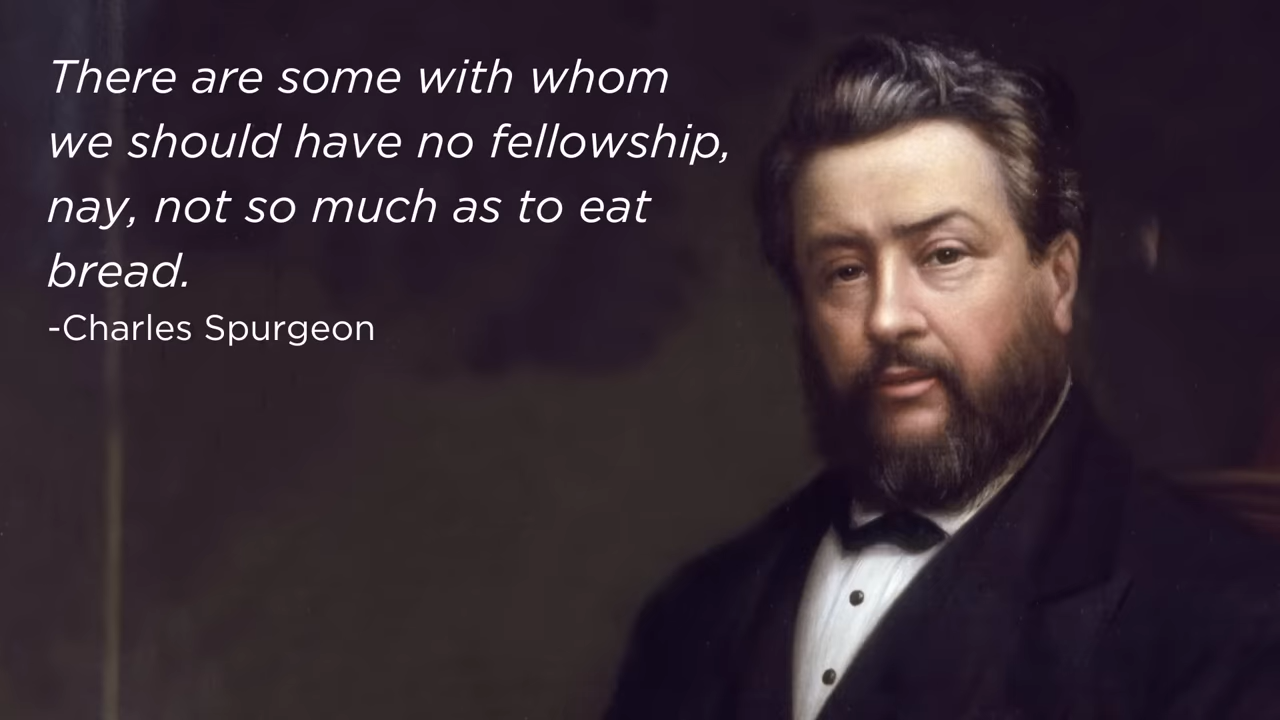 There are some with whom
we should have no fellowship,
nay, not so much as to eat
bread.
-Charles Spurgeon